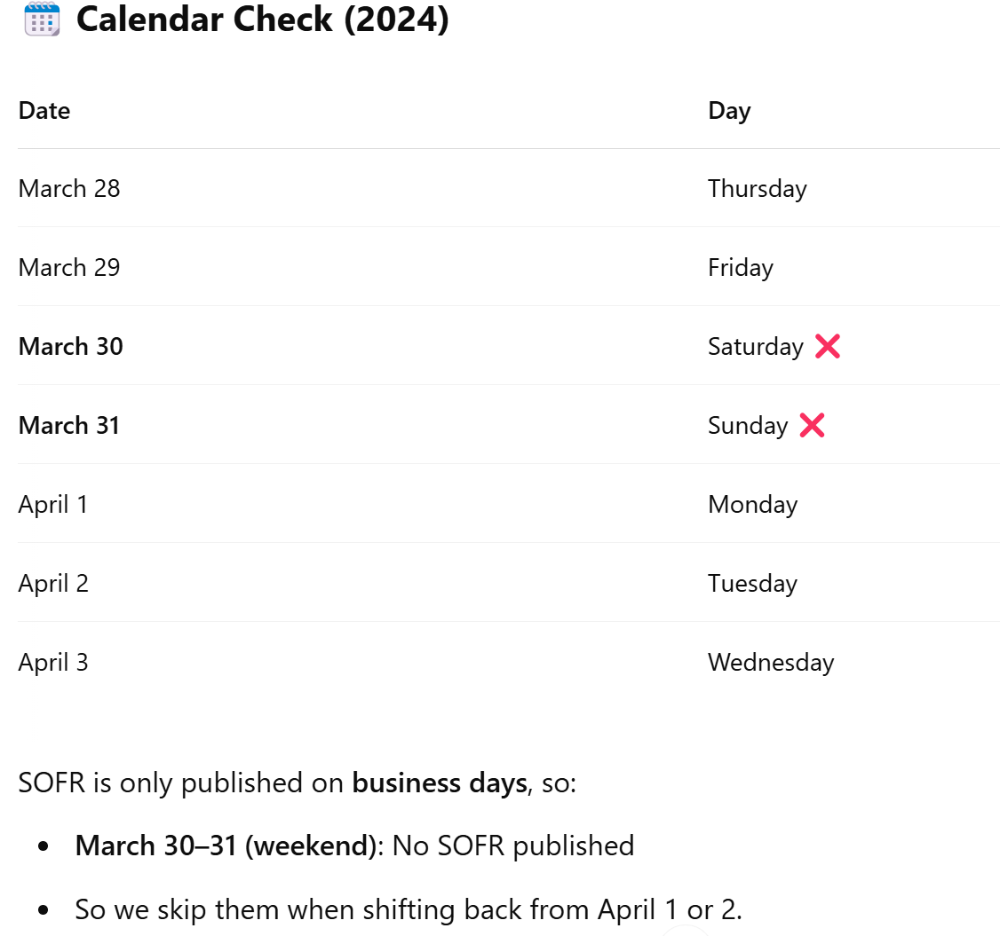 Calendar Check (2024)
Date Day
March 28 Thursday
March 29 Friday
March 30 Saturday ❌
March 31 Sunday ❌
April 1 Monday
April 2 Tuesday
April 3 Wednesday
SOFR is only published on business days, so:
• March 30–31 (weekend): No SOFR published
• So we skip them when shifting back from April 1 or 2.